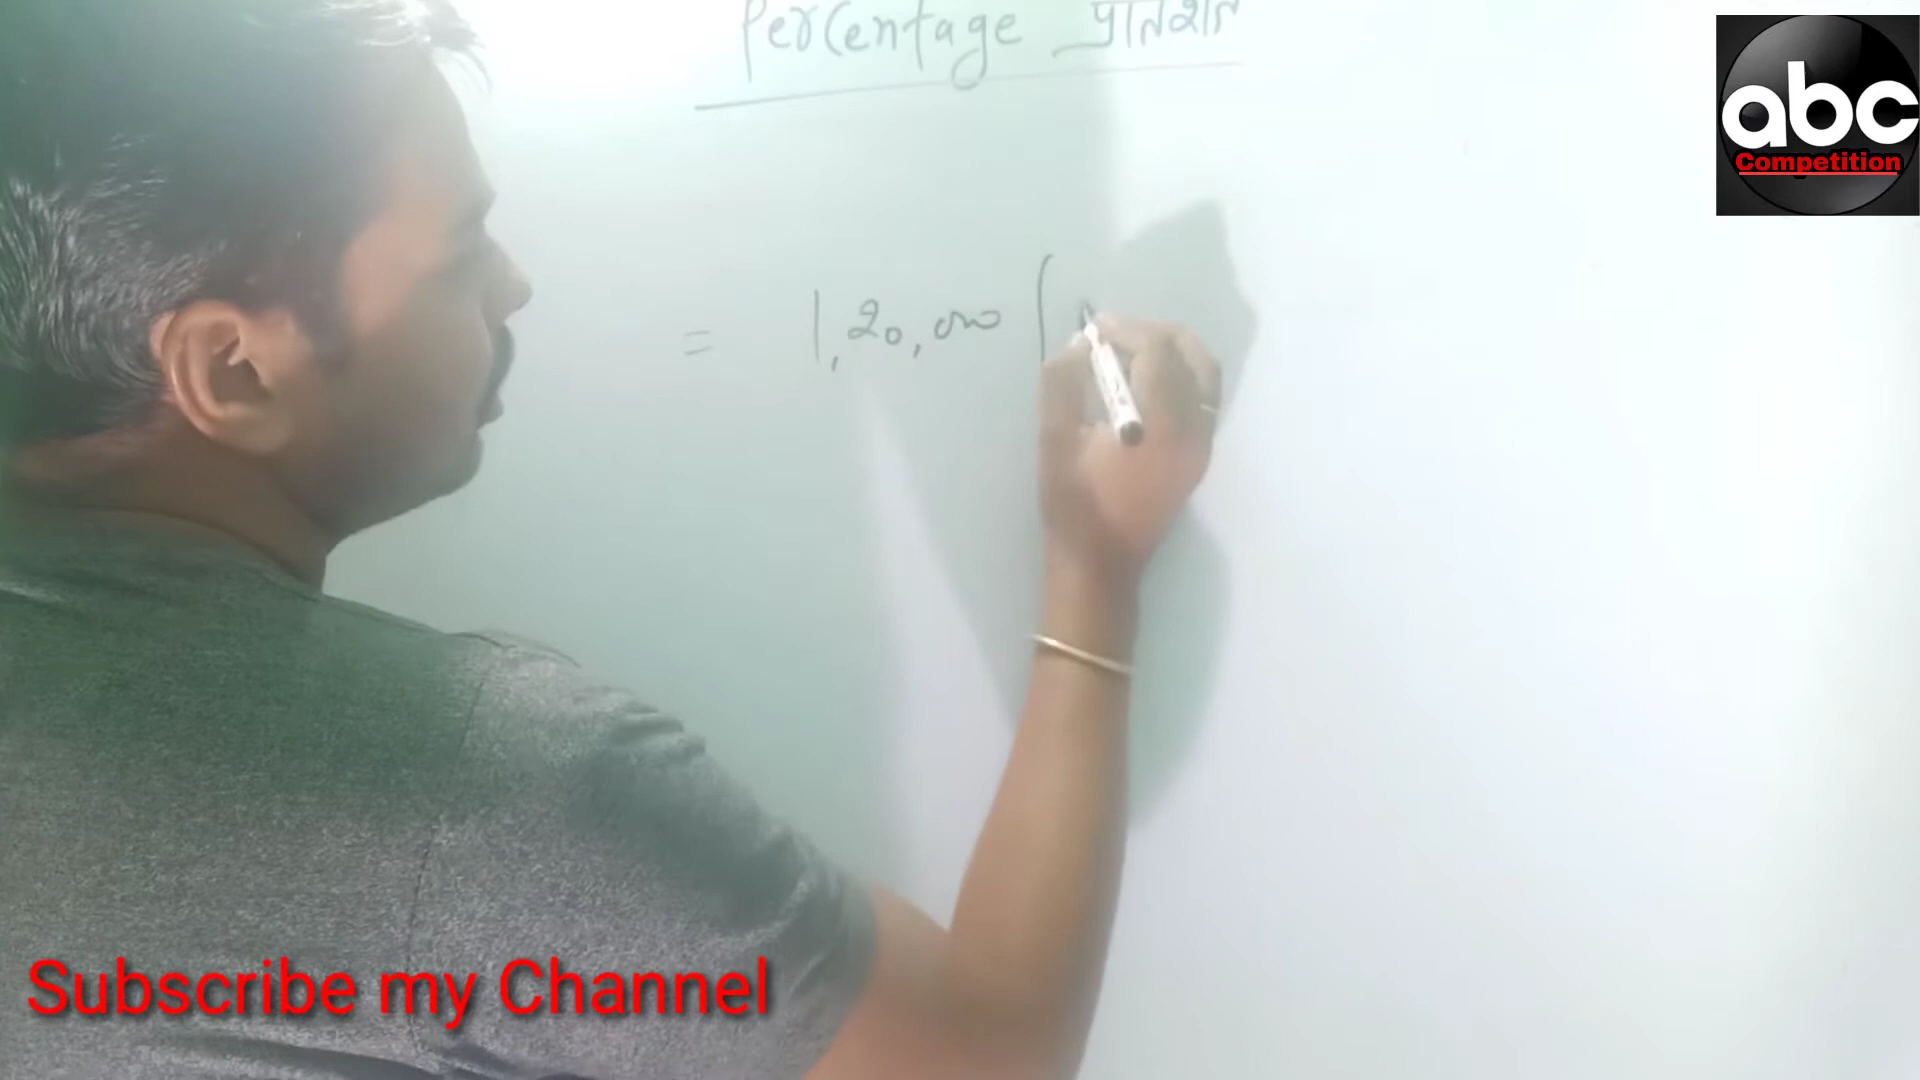 Percentage प्रतिशत
= 1,20,000 (
abc
Competition
Subscribe my Channel